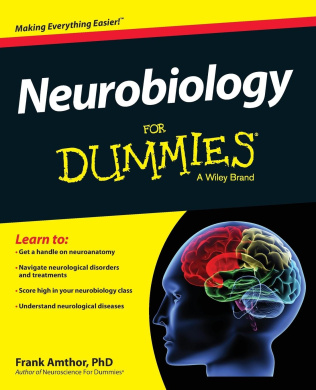 Making Everything Easier!™
Neurobiology
FOR
DUMMIES®
A Wiley Brand
Learn to:
• Get a handle on neuroanatomy
• Navigate neurological disorders
and treatments
• Score high in your neurobiology class
• Understand neurological diseases
Frank Amthor, PhD
Author of Neuroscience For Dummies®